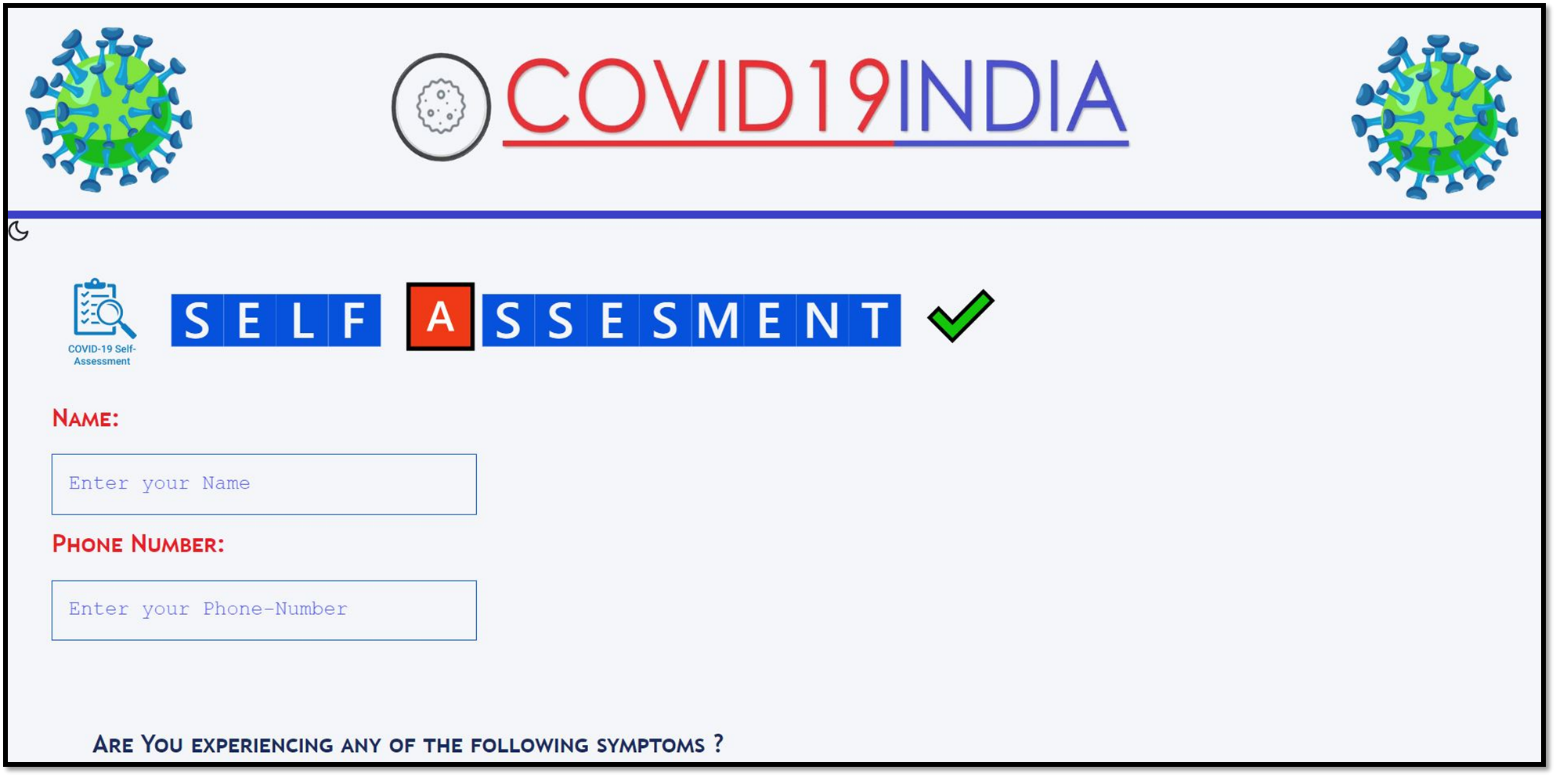 COVID19INDIA
SELF ASSESMENT
COVID-19 Self-
Assessment
NAME:
Enter your Name
PHONE NUMBER:
Enter your Phone-Number
ARE YOU EXPERIENCING ANY OF THE FOLLOWING SYMPTOMS ?